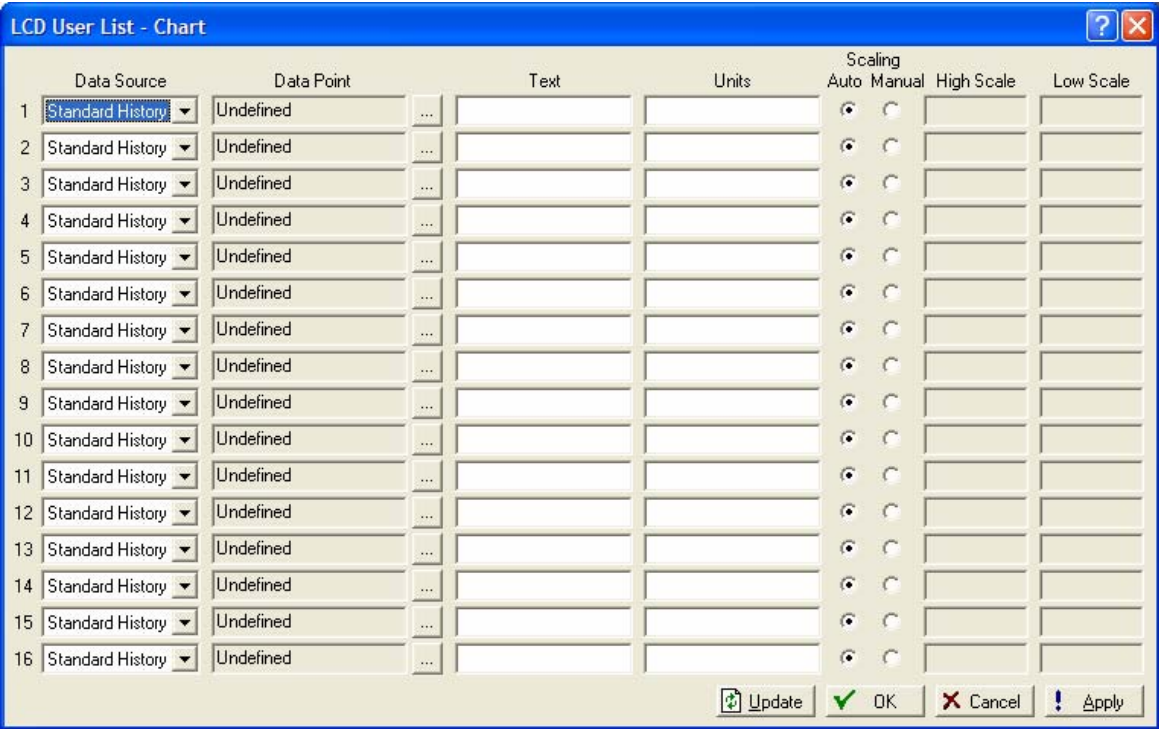 LCD User List - Chart
Scaling
Data Source Data Point Text Units Auto Manual High Scale Low Scale
1 Standard History Undefined ...
2 Standard History Undefined ...
3 Standard History Undefined ...
4 Standard History Undefined ...
5 Standard History Undefined ...
6 Standard History Undefined ...
7 Standard History Undefined ...
8 Standard History Undefined ...
9 Standard History Undefined ...
10 Standard History Undefined ...
11 Standard History Undefined ...
12 Standard History Undefined ...
13 Standard History Undefined ...
14 Standard History Undefined ...
15 Standard History Undefined ...
16 Standard History Undefined ...
Update OK Cancel Apply